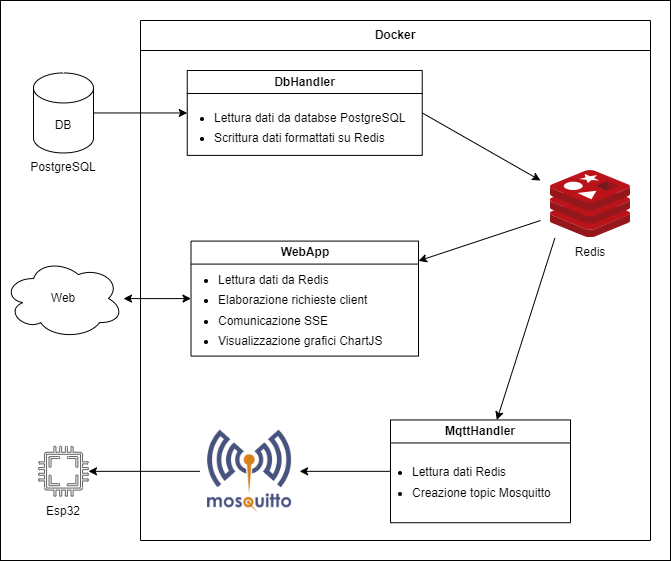 Docker
DbHandler
Lettura dati da databse PostgreSQL
Scrittura dati formattati su Redis
DB
PostgreSQL
Redis
WebApp
Lettura dati da Redis
Elaborazione richieste client
Comunicazione SSE
Visualizzazione grafici ChartJS
Web
MqttHandler
Lettura dati Redis
Creazione topic Mosquitto
mosquitto
Esp32